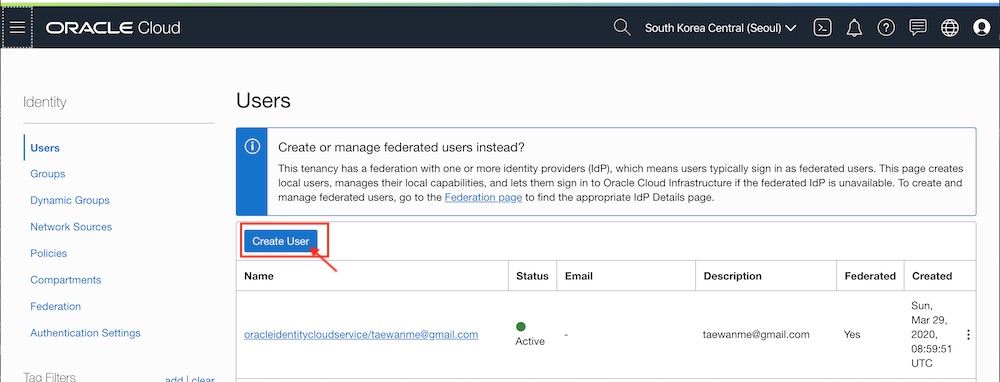 ORACLE Cloud
South Korea Central (Seoul)
Identity
Users
Groups
Dynamic Groups
Network Sources
Policies
Compartments
Federation
Authentication Settings
Tag Filters
add | clear
Users
Create or manage federated users instead?
This tenancy has a federation with one or more identity providers (IdP), which means users typically sign in as federated users. This page creates
local users, manages their local capabilities, and lets them sign in to Oracle Cloud Infrastructure if the federated IdP is unavailable. To create and
manage federated users, go to the Federation page to find the appropriate IdP Details page.
Create User
Name Status Email Description Federated Created
oracleidentitycloudservice/taewanme@gmail.com Active - taewanme@gmail.com Yes
Sun,
Mar 29,
2020,
08:59:51
UTC